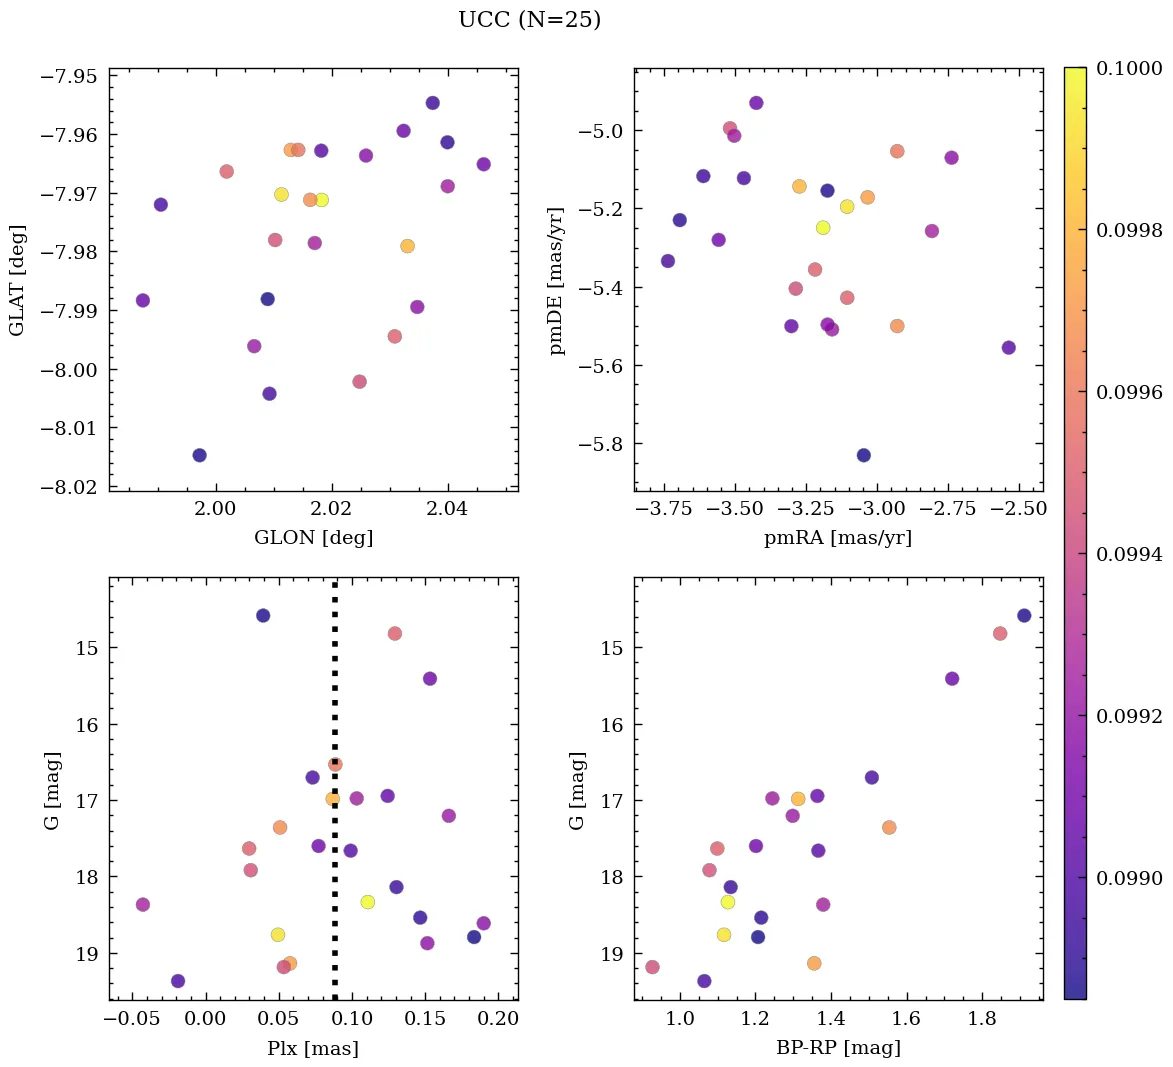 UCC (N=25)
−7.95
−7.96
−7.97
−7.98
−7.99
−8.00
−8.01
−8.02
GLAT [deg]
2.00 2.02 2.04
GLON [deg]
−5.0
−5.2
−5.4
−5.6
−5.8
pmDE [mas/yr]
−3.75 −3.50 −3.25 −3.00 −2.75 −2.50
pmRA [mas/yr]
0.1000
0.0998
0.0996
0.0994
0.0992
0.0990
15
16
17
18
19
G [mag]
−0.05 0.00 0.05 0.10 0.15 0.20
Plx [mas]
15
16
17
18
19
G [mag]
1.0 1.2 1.4 1.6 1.8
BP-RP [mag]